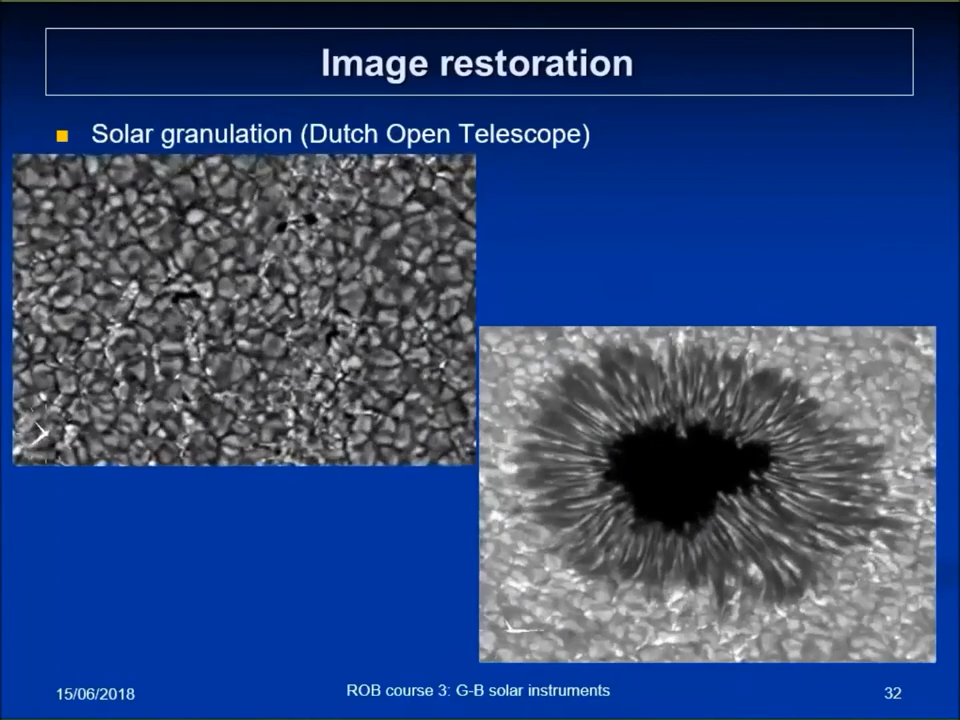 Image restoration
Solar granulation (Dutch Open Telescope)
15/06/2018
ROB course 3: G-B solar instruments
32